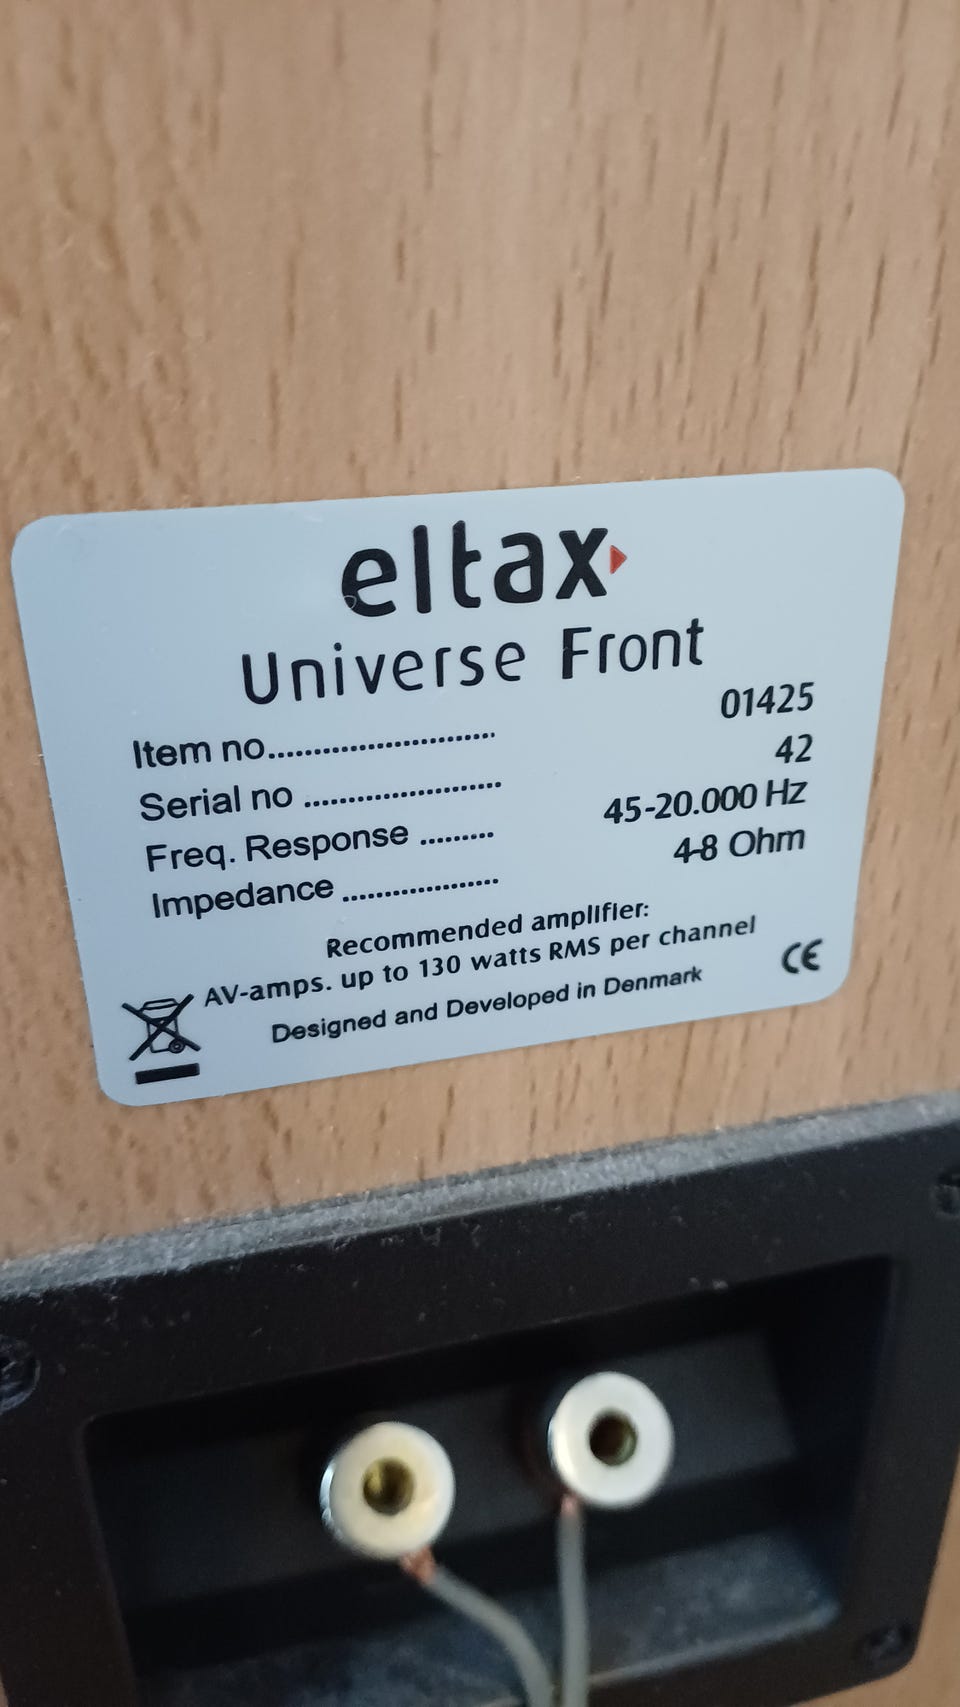 eltax
Universe Front
Item no........................... 01425
Serial no ...................... 42
Freq. Response ......... 45-20.000 Hz
Impedance ................... 4-8 Ohm
Recommended amplifier:
AV-amps. up to 130 watts RMS per channel
Designed and Developed in Denmark
CE